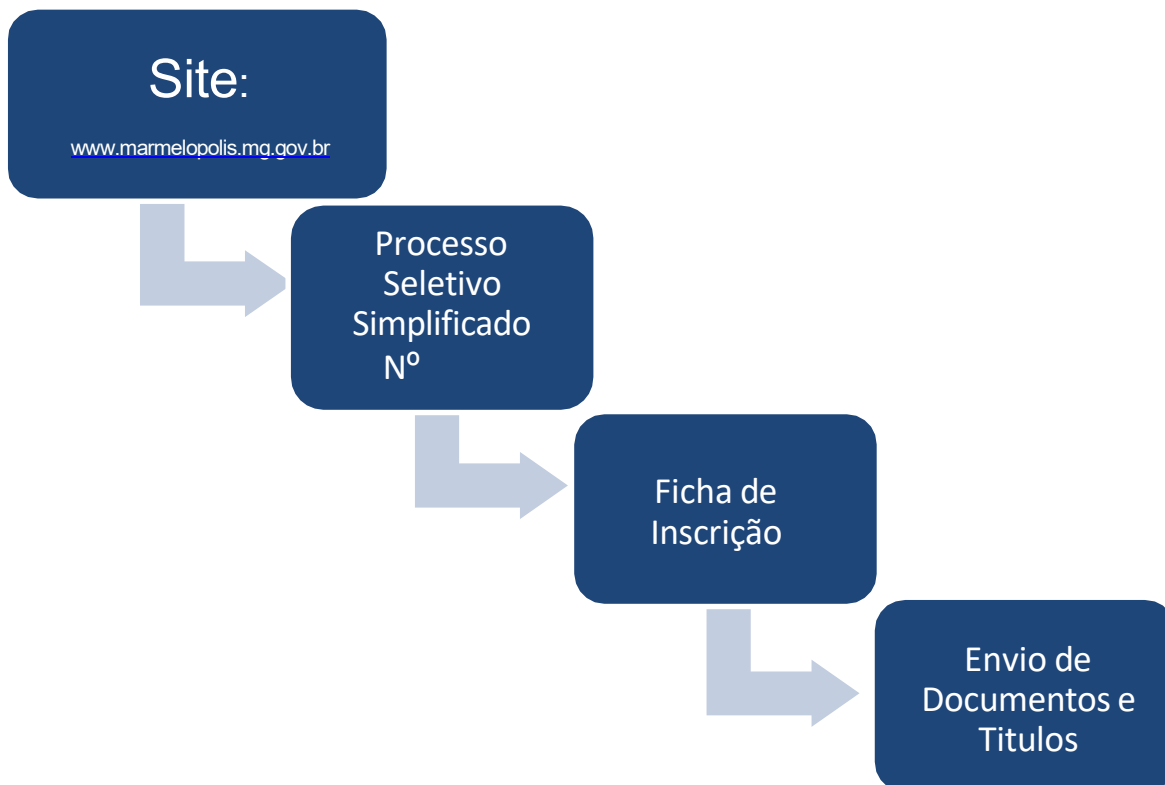 Site:
www.marmelopolis.mg.gov.br
Processo
Seletivo
Simplificado
Nº
Ficha de
Inscrição
Envio de
Documentos e
Titulos